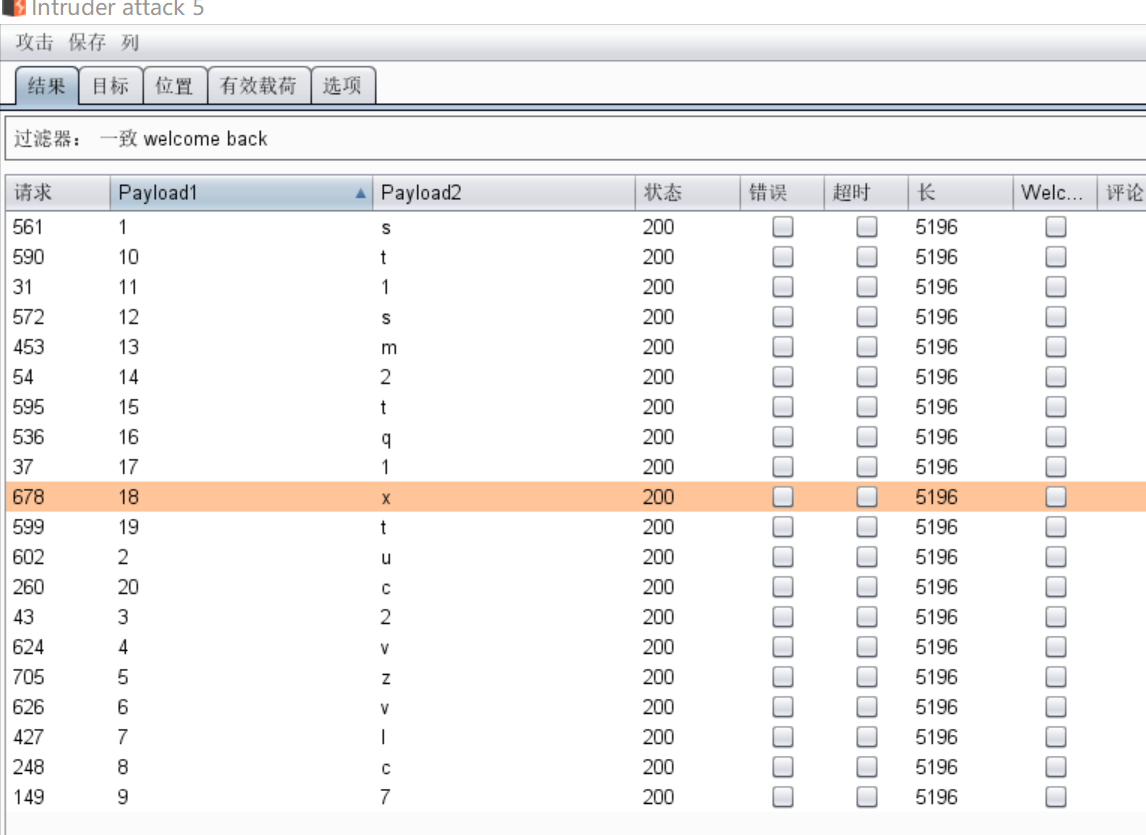 Intruder attack 5
攻击 保存 列
结果 目标 位置 有效载荷 选项
过滤器： 一致 welcome back
请求 Payload1 Payload2 状态 错误 超时 长 Welc... 评论
561 1 s 200 5196
590 10 t 200 5196
31 11 1 200 5196
572 12 s 200 5196
453 13 m 200 5196
54 14 2 200 5196
595 15 t 200 5196
536 16 q 200 5196
37 17 1 200 5196
678 18 x 200 5196
599 19 t 200 5196
602 2 u 200 5196
260 20 c 200 5196
43 3 2 200 5196
624 4 v 200 5196
705 5 z 200 5196
626 6 v 200 5196
427 7 l 200 5196
248 8 c 200 5196
149 9 7 200 5196